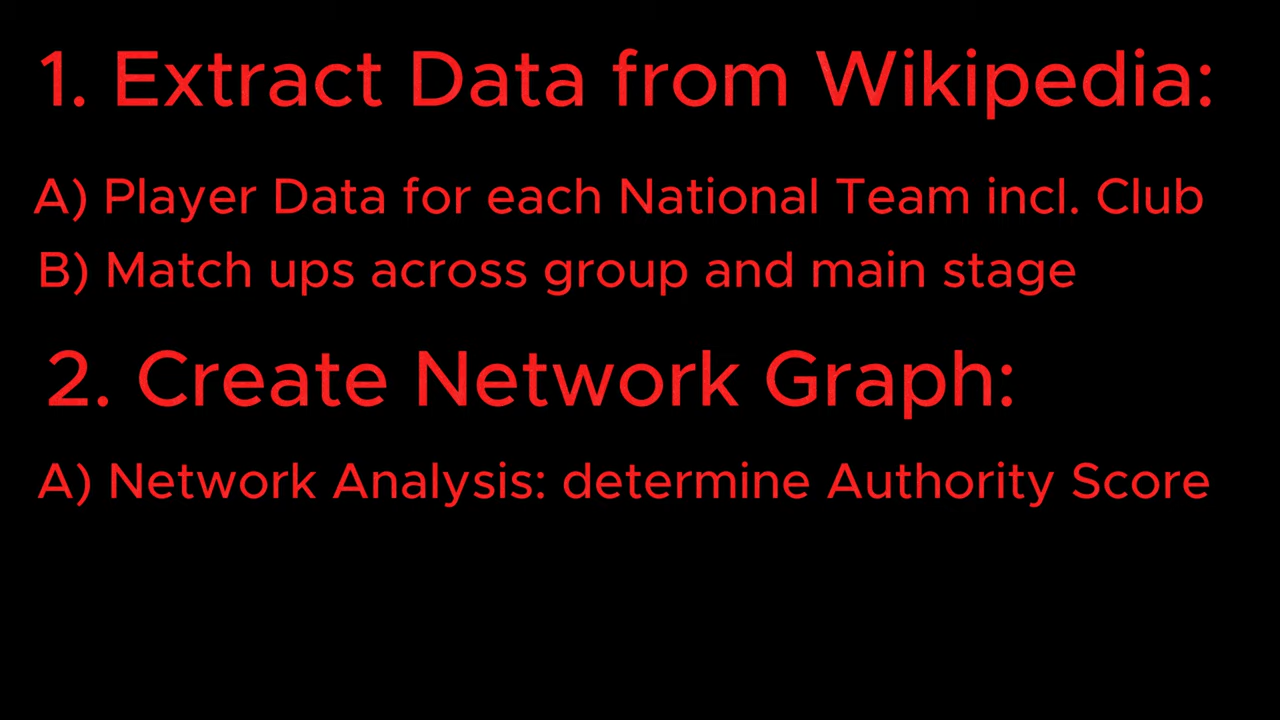 1. Extract Data from Wikipedia:
A) Player Data for each National Team incl. Club
B) Match ups across group and main stage
2. Create Network Graph:
A) Network Analysis: determine Authority Score